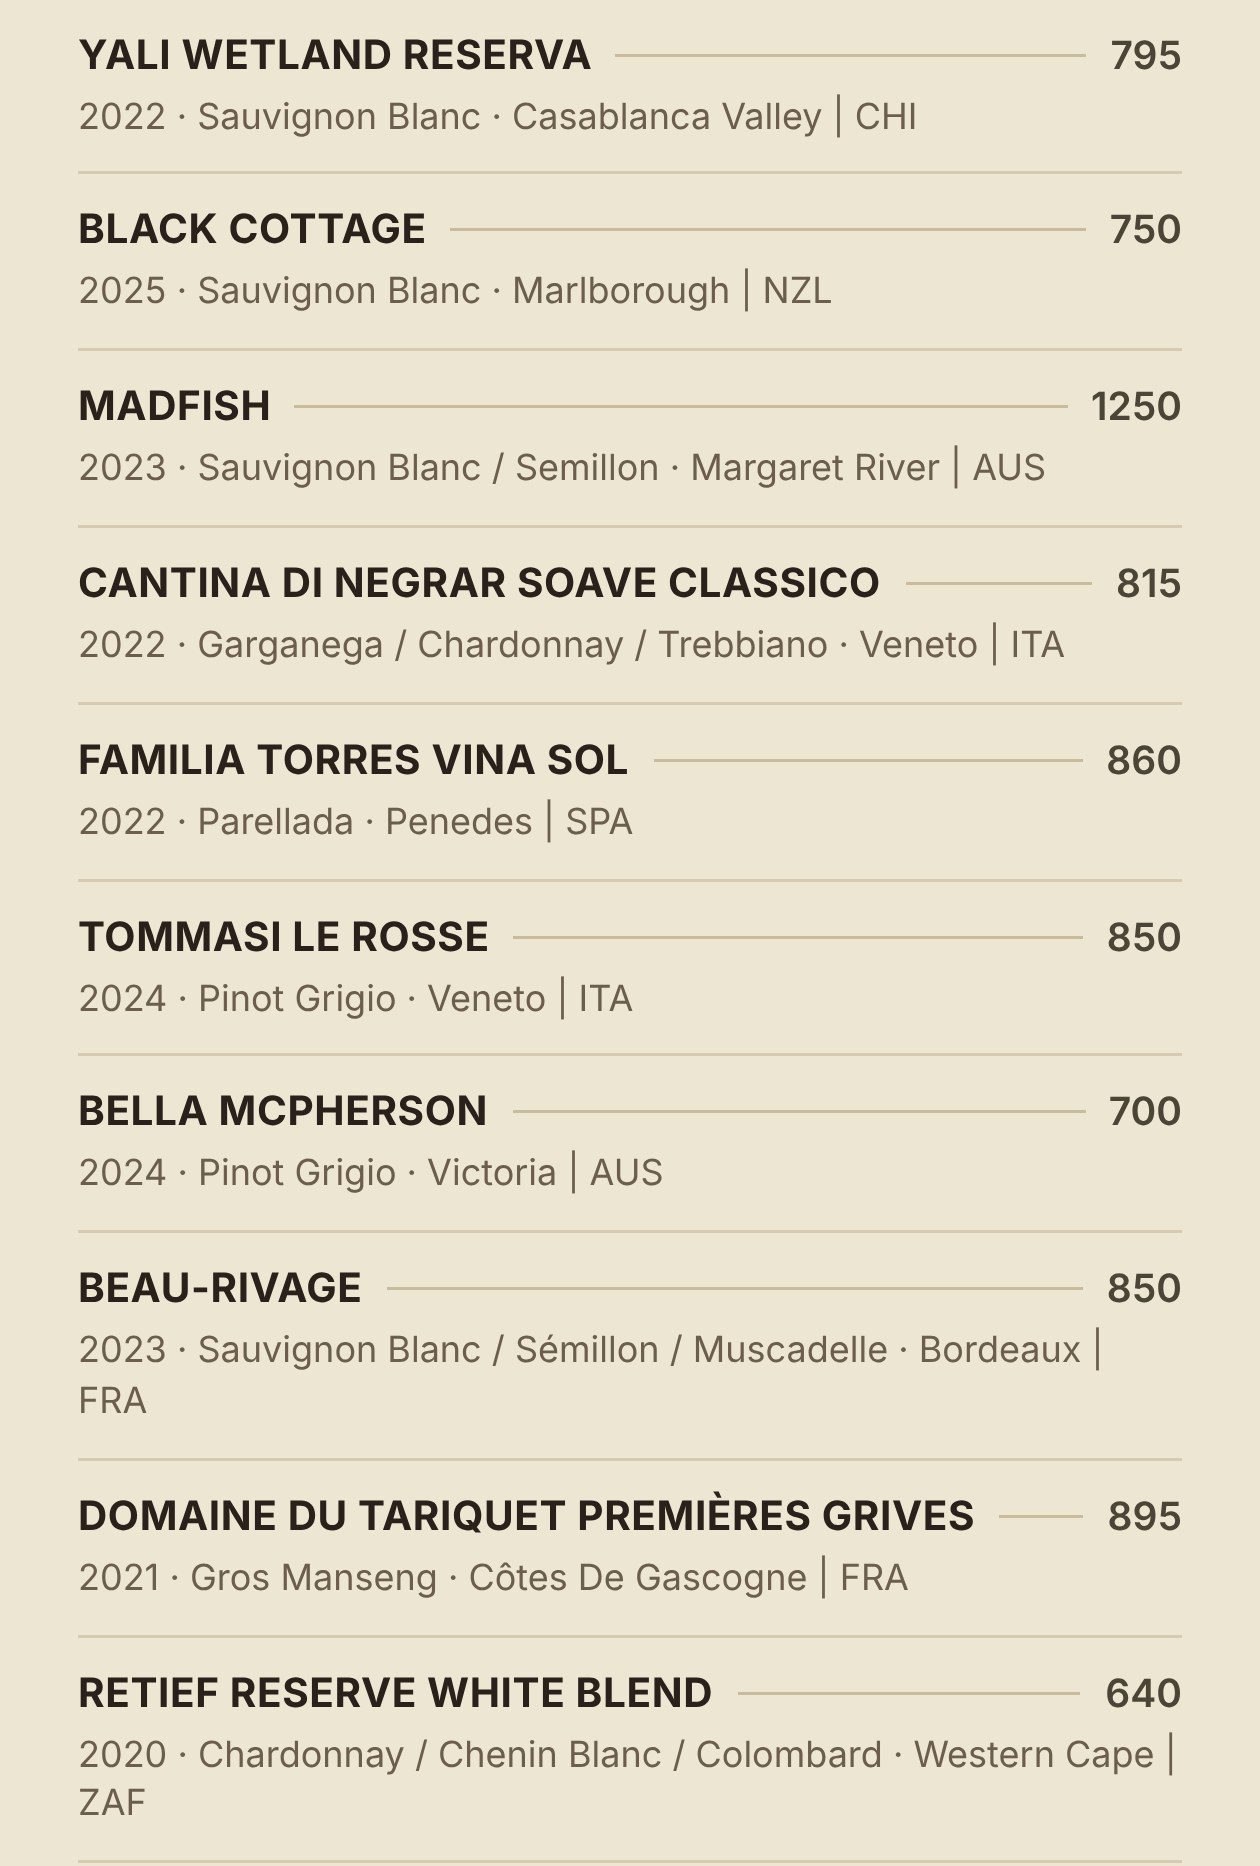 YALI WETLAND RESERVA 795
2022 · Sauvignon Blanc · Casablanca Valley | CHI
BLACK COTTAGE 750
2025 · Sauvignon Blanc · Marlborough | NZL
MADFISH 1250
2023 · Sauvignon Blanc / Semillon · Margaret River | AUS
CANTINA DI NEGRAR SOAVE CLASSICO 815
2022 · Garganega / Chardonnay / Trebbiano · Veneto | ITA
FAMILIA TORRES VINA SOL 860
2022 · Parellada · Penedes | SPA
TOMMASI LE ROSSE 850
2024 · Pinot Grigio · Veneto | ITA
BELLA MCPHERSON 700
2024 · Pinot Grigio · Victoria | AUS
BEAU-RIVAGE 850
2023 · Sauvignon Blanc / Sémillon / Muscadelle · Bordeaux |
FRA
DOMAINE DU TARIQUET PREMIÈRES GRIVES 895
2021 · Gros Manseng · Côtes De Gascogne | FRA
RETIEF RESERVE WHITE BLEND 640
2020 · Chardonnay / Chenin Blanc / Colombard · Western Cape |
ZAF